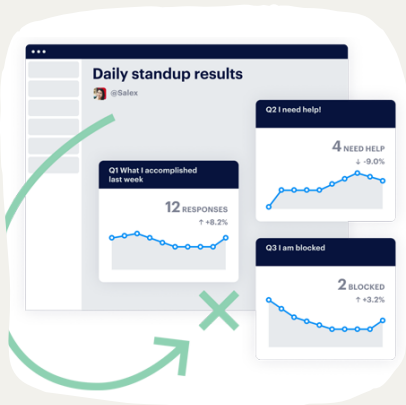 Daily standup results
@Salex
Q1 What I accomplished
last week
12 RESPONSES
↑ +8.2%
Q2 I need help!
4 NEED HELP
↓ -9.0%
Q3 I am blocked
2 BLOCKED
↑ +3.2%